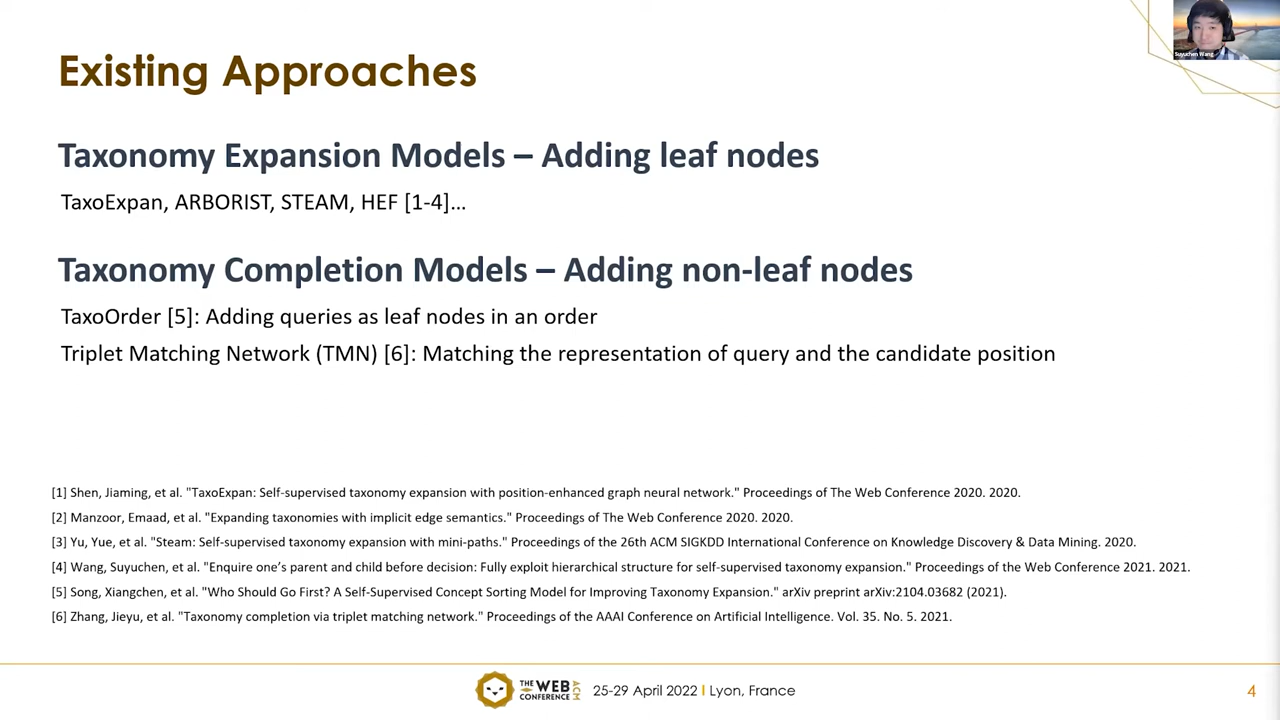 Suyuchen Wang
Existing Approaches
Taxonomy Expansion Models – Adding leaf nodes
TaxoExpan, ARBORIST, STEAM, HEF [1-4]...
Taxonomy Completion Models – Adding non-leaf nodes
TaxoOrder [5]: Adding queries as leaf nodes in an order
Triplet Matching Network (TMN) [6]: Matching the representation of query and the candidate position
[1] Shen, Jiaming, et al. "TaxoExpan: Self-supervised taxonomy expansion with position-enhanced graph neural network." Proceedings of The Web Conference 2020. 2020.
[2] Manzoor, Emaad, et al. "Expanding taxonomies with implicit edge semantics." Proceedings of The Web Conference 2020. 2020.
[3] Yu, Yue, et al. "Steam: Self-supervised taxonomy expansion with mini-paths." Proceedings of the 26th ACM SIGKDD International Conference on Knowledge Discovery & Data Mining. 2020.
[4] Wang, Suyuchen, et al. "Enquire one’s parent and child before decision: Fully exploit hierarchical structure for self-supervised taxonomy expansion." Proceedings of the Web Conference 2021. 2021.
[5] Song, Xiangchen, et al. "Who Should Go First? A Self-Supervised Concept Sorting Model for Improving Taxonomy Expansion." arXiv preprint arXiv:2104.03682 (2021).
[6] Zhang, Jieyu, et al. "Taxonomy completion via triplet matching network." Proceedings of the AAAI Conference on Artificial Intelligence. Vol. 35. No. 5. 2021.
THE WEB CONFERENCE ACM
25-29 April 2022 | Lyon, France
4